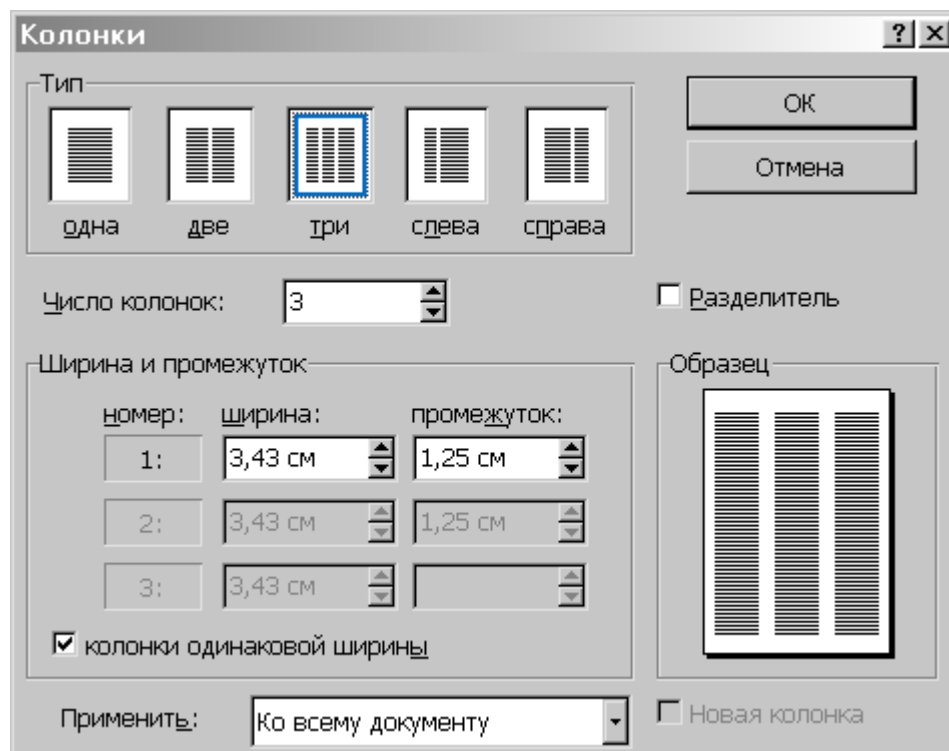 Колонки
Тип
ОК
Отмена
одна две три слева справа
Число колонок: 3
Разделитель
Ширина и промежуток
Образец
номер: ширина: промежуток:
1: 3,43 см 1,25 см
2: 3,43 см 1,25 см
3: 3,43 см
колонки одинаковой ширины
Применить: Ко всему документу
Новая колонка